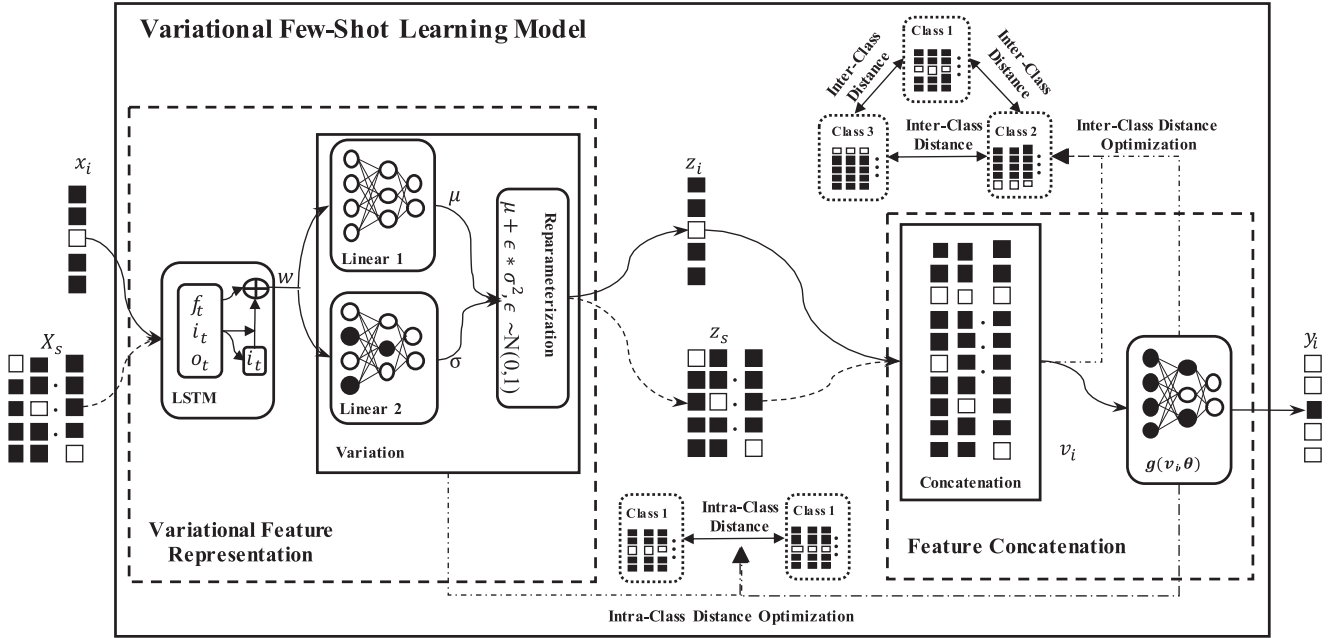 Variational Few-Shot Learning Model
Class 1
Inter-Class
Distance
Inter-Class
Distance
Class 3
Inter-Class
Distance
Class 2
Inter-Class Distance
Optimization
x_i
X_s
f_t
i_t
o_t
i_t
LSTM
w
Linear 1
μ
Linear 2
σ
Variation
Reparameterization
μ + ϵ * σ², ϵ ~N(0,1)
z_i
z_s
Concatenation
v_i
g(v_i, θ)
y_i
Variational Feature
Representation
Class 1
Intra-Class
Distance
Class 1
Feature Concatenation
Intra-Class Distance Optimization